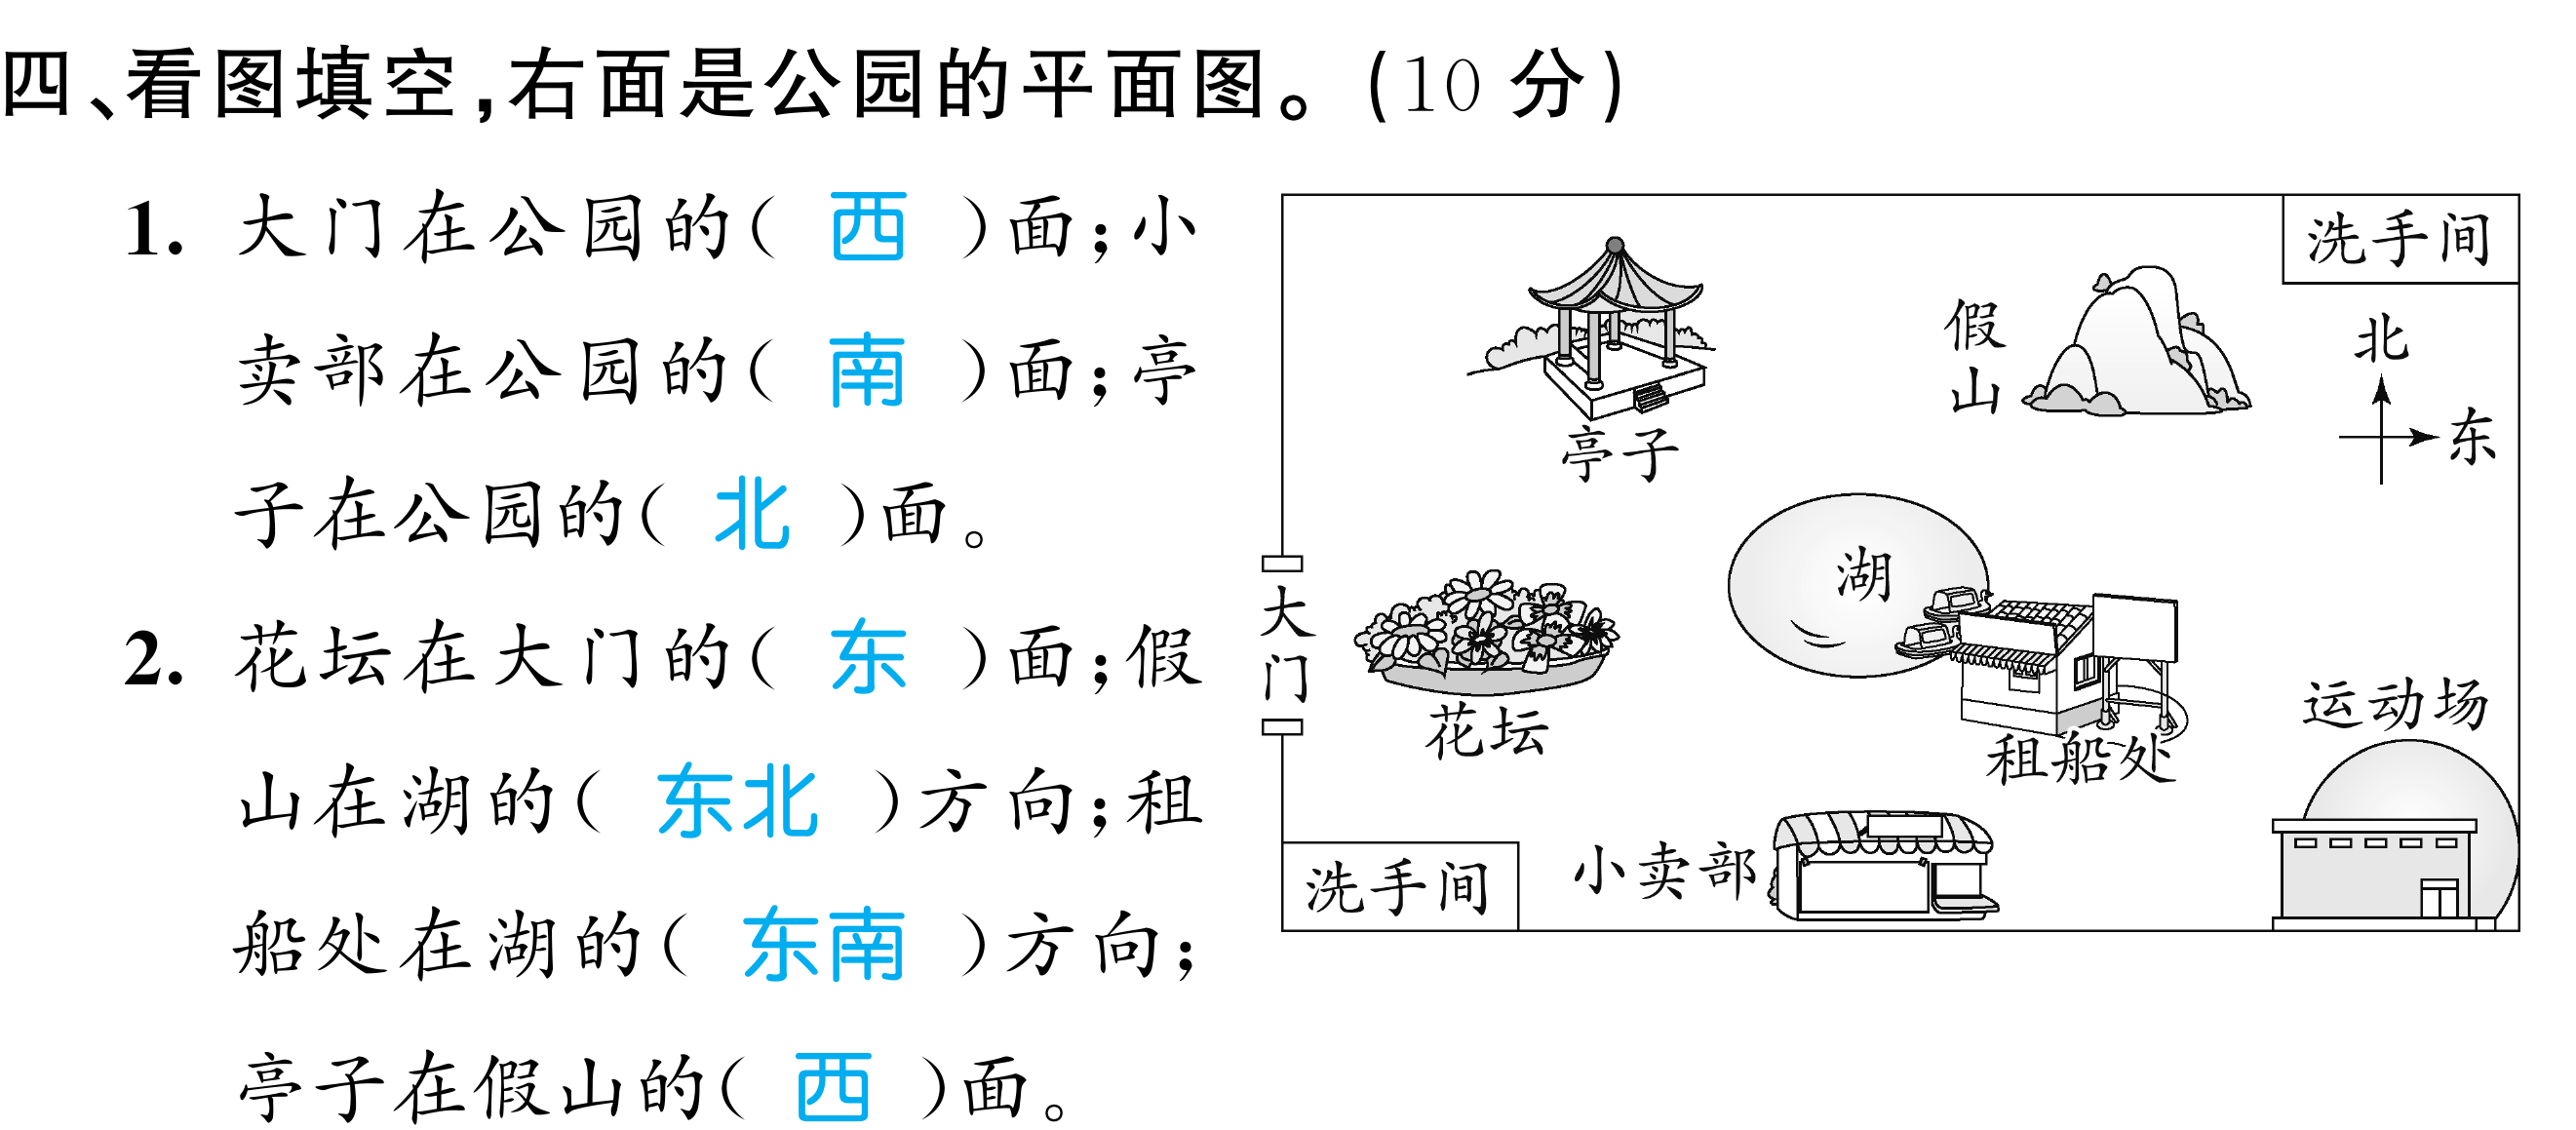 四、看图填空,右面是公园的平面图。(10 分)
1. 大门在公园的( 西 )面;小
卖部在公园的( 南 )面;亭
子在公园的( 北 )面。
2. 花坛在大门的( 东 )面;假
山在湖的( 东北 )方向;租
船处在湖的( 东南 )方向;
亭子在假山的( 西 )面。
洗手间
假山
北
东
亭子
湖
大门
花坛
租船处
运动场
洗手间
小卖部